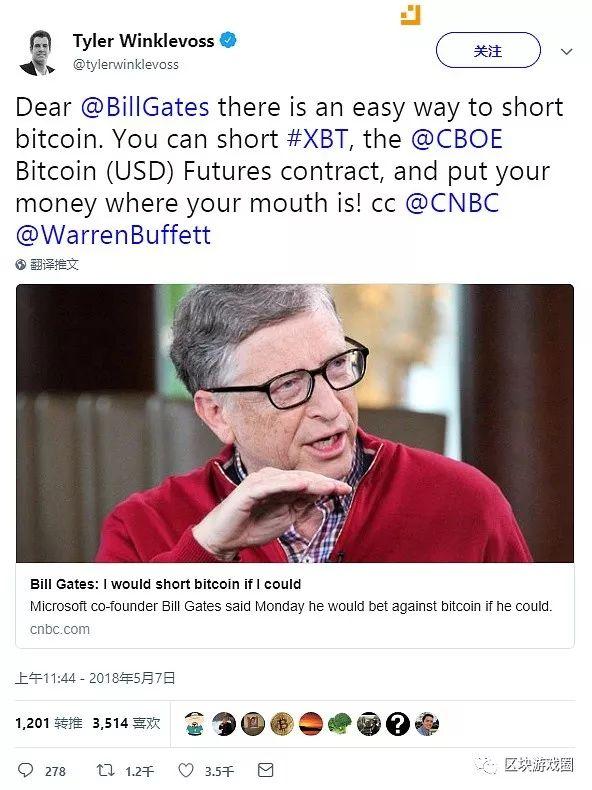 Tyler Winklevoss
@tylerwinklevoss
关注
Dear @BillGates there is an easy way to short
bitcoin. You can short #XBT, the @CBOE
Bitcoin (USD) Futures contract, and put your
money where your mouth is! cc @CNBC
@WarrenBuffett
翻译推文
Bill Gates: I would short bitcoin if I could
Microsoft co-founder Bill Gates said Monday he would bet against bitcoin if he could.
cnbc.com
上午11:44 - 2018年5月7日
1,201 转推 3,514 喜欢
278 1.2千 3.5千
区块游戏圈